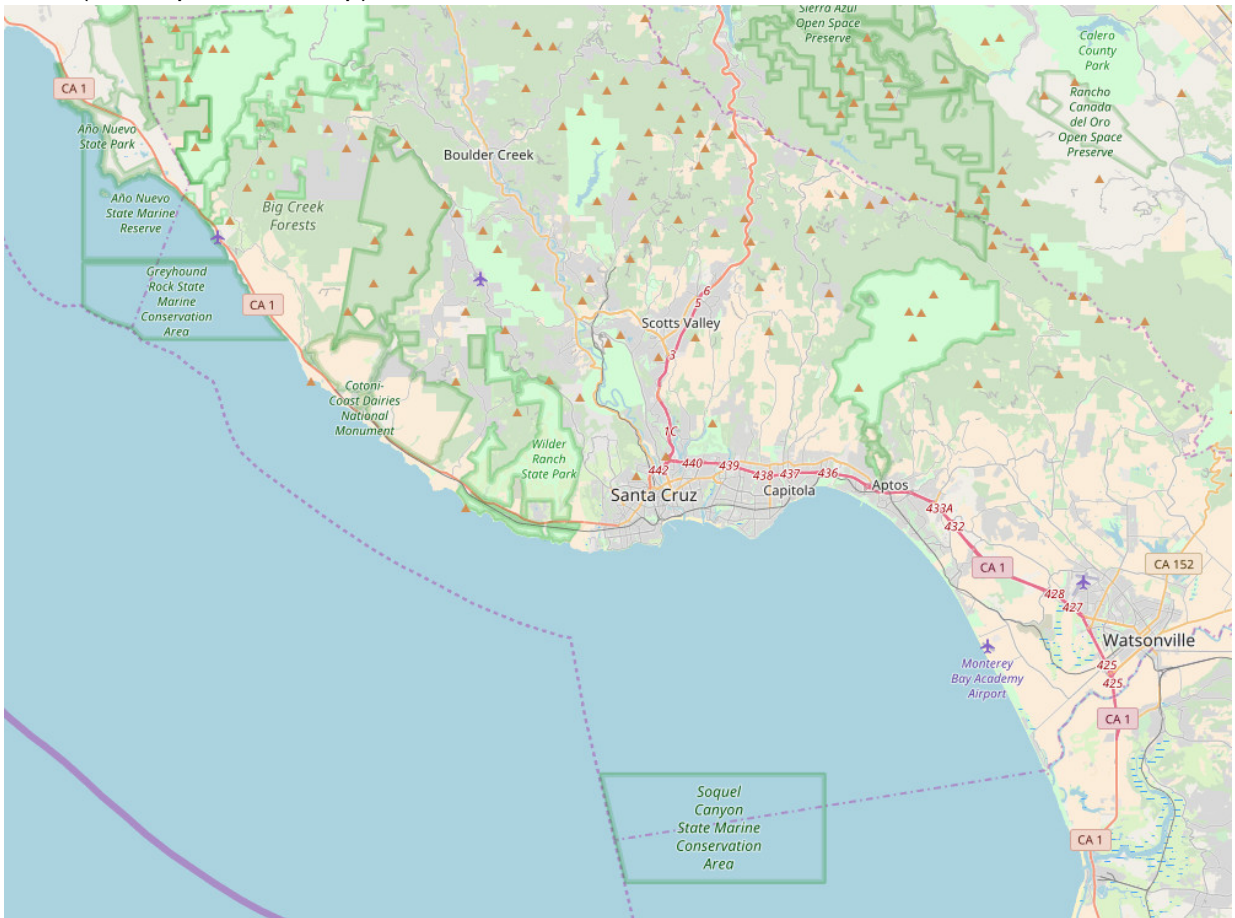 Sierra Azul
Open Space
Preserve
Calero
County
Park
CA 1
Rancho
Canada
del Oro
Open Space
Preserve
Año Nuevo
State Park
Boulder Creek
Año Nuevo
State Marine
Reserve
Big Creek
Forests
Greyhound
Rock State
Marine
Conservation
Area
CA 1
6
5
Scotts Valley
3
Cotoni-
Coast Dairies
National
Monument
1C
Wilder
Ranch
State Park
442
440
439
438
437
436
Santa Cruz
Capitola
Aptos
433A
432
CA 1
CA 152
428
427
Watsonville
Monterey
Bay Academy
Airport
425
425
CA 1
Soquel
Canyon
State Marine
Conservation
Area
CA 1